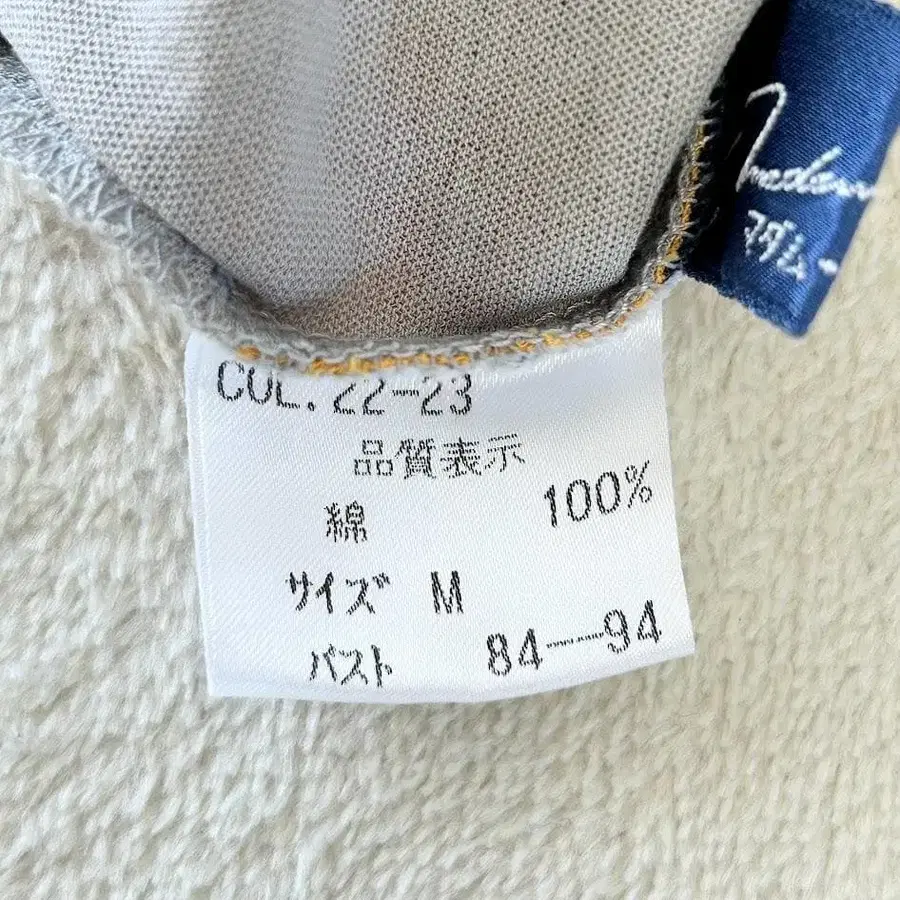 マダム
COL.22-23
品質表示
綿 100%
サイズ M
バスト 84—94